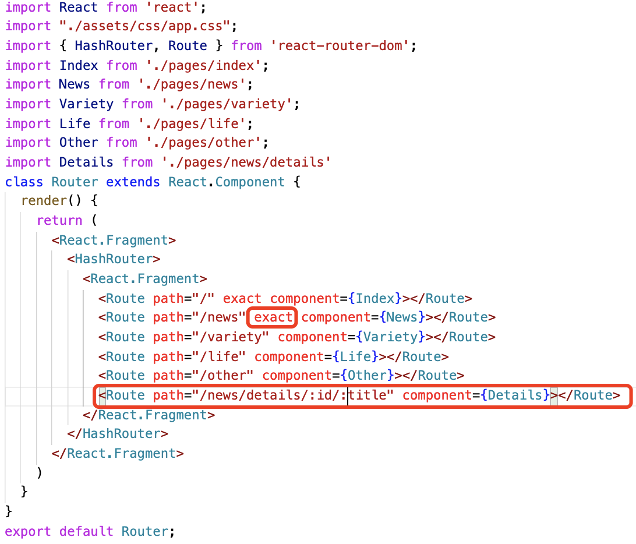 import React from 'react';
import "./assets/css/app.css";
import { HashRouter, Route } from 'react-router-dom';
import Index from './pages/index';
import News from './pages/news';
import Variety from './pages/variety';
import Life from './pages/life';
import Other from './pages/other';
import Details from './pages/news/details'
class Router extends React.Component {
  render() {
    return (
      <React.Fragment>
        <HashRouter>
          <React.Fragment>
            <Route path="/" exact component={Index}></Route>
            <Route path="/news" exact component={News}></Route>
            <Route path="/variety" component={Variety}></Route>
            <Route path="/life" component={Life}></Route>
            <Route path="/other" component={Other}></Route>
            <Route path="/news/details/:id/:title" component={Details}></Route>
          </React.Fragment>
        </HashRouter>
      </React.Fragment>
    )
  }
}
export default Router;